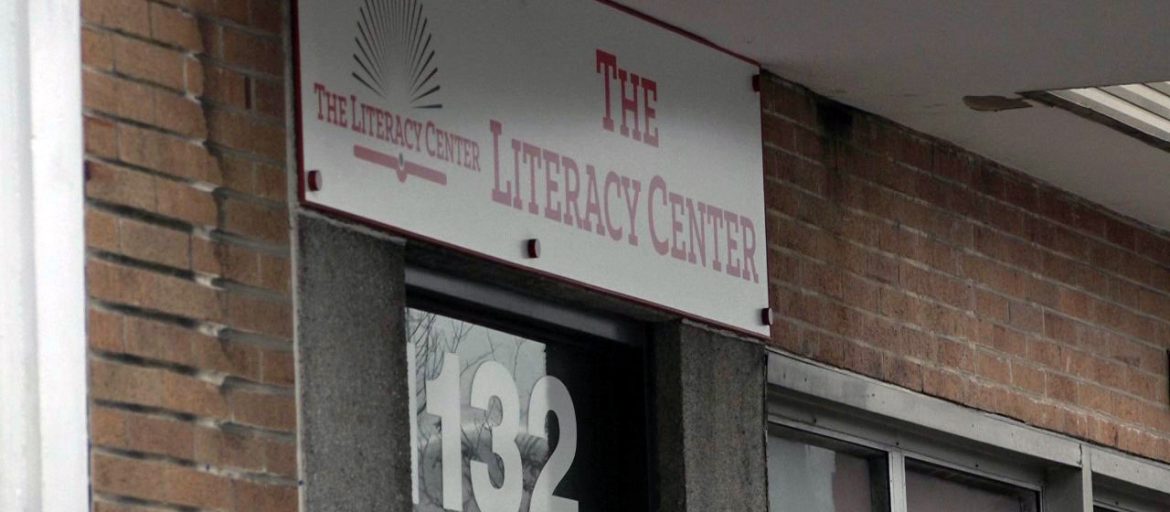 The Literacy Center
The
Literacy Center
132